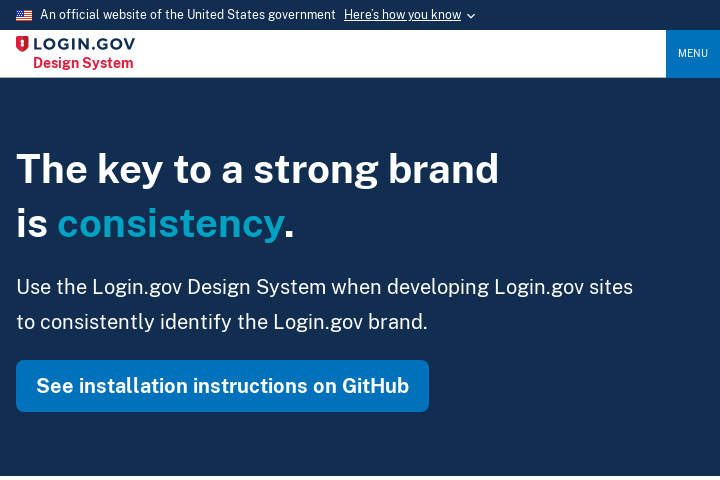 An official website of the United States government Here's how you know
LOGIN.GOV
Design System
MENU
The key to a strong brand
is consistency.
Use the Login.gov Design System when developing Login.gov sites
to consistently identify the Login.gov brand.
See installation instructions on GitHub